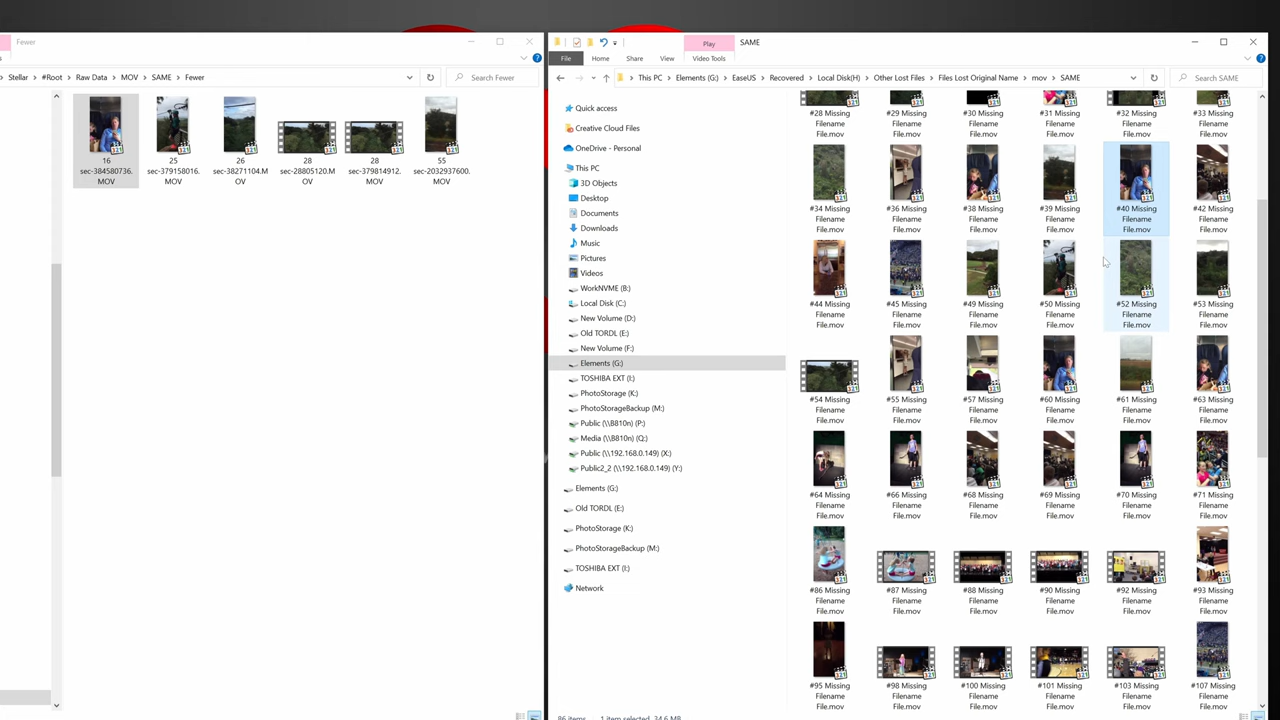 Fewer
Stellar > #Root > Raw Data > MOV > SAME > Fewer
Search Fewer
16
sec-384580736.
MOV
25
sec-379158016.
MOV
26
sec-38271104.M
OV
28
sec-28805120.M
OV
28
sec-379814912.
MOV
55
sec-2032937600.
MOV
Play
SAME
File
Home
Share
View
Video Tools
This PC > Elements (G:) > EaseUS > Recovered > Local Disk(H) > Other Lost Files > Files Lost Original Name > mov > SAME
Search SAME
Quick access
Creative Cloud Files
OneDrive - Personal
This PC
3D Objects
Desktop
Documents
Downloads
Music
Pictures
Videos
WorkNVME (B:)
Local Disk (C:)
New Volume (D:)
Old TORDL (E:)
New Volume (F:)
Elements (G:)
TOSHIBA EXT (I:)
PhotoStorage (K:)
PhotoStorageBackup (M:)
Public (\\B810n) (P:)
Media (\\B810n) (Q:)
Public (\\192.168.0.149) (X:)
Public2_2 (\\192.168.0.149) (Y:)
Elements (G:)
Old TORDL (E:)
PhotoStorage (K:)
PhotoStorageBackup (M:)
TOSHIBA EXT (I:)
Network
#28 Missing
Filename
File.mov
#29 Missing
Filename
File.mov
#30 Missing
Filename
File.mov
#31 Missing
Filename
File.mov
#32 Missing
Filename
File.mov
#33 Missing
Filename
File.mov
#34 Missing
Filename
File.mov
#36 Missing
Filename
File.mov
#38 Missing
Filename
File.mov
#39 Missing
Filename
File.mov
#40 Missing
Filename
File.mov
#42 Missing
Filename
File.mov
#44 Missing
Filename
File.mov
#45 Missing
Filename
File.mov
#49 Missing
Filename
File.mov
#50 Missing
Filename
File.mov
#52 Missing
Filename
File.mov
#53 Missing
Filename
File.mov
#54 Missing
Filename
File.mov
#55 Missing
Filename
File.mov
#57 Missing
Filename
File.mov
#60 Missing
Filename
File.mov
#61 Missing
Filename
File.mov
#63 Missing
Filename
File.mov
#64 Missing
Filename
File.mov
#66 Missing
Filename
File.mov
#68 Missing
Filename
File.mov
#69 Missing
Filename
File.mov
#70 Missing
Filename
File.mov
#71 Missing
Filename
File.mov
#86 Missing
Filename
File.mov
#87 Missing
Filename
File.mov
#88 Missing
Filename
File.mov
#90 Missing
Filename
File.mov
#92 Missing
Filename
File.mov
#93 Missing
Filename
File.mov
#95 Missing
Filename
File.mov
#98 Missing
Filename
File.mov
#100 Missing
Filename
File.mov
#101 Missing
Filename
File.mov
#103 Missing
Filename
File.mov
#107 Missing
Filename
File.mov
86 items
1 item selected 34.6 MB